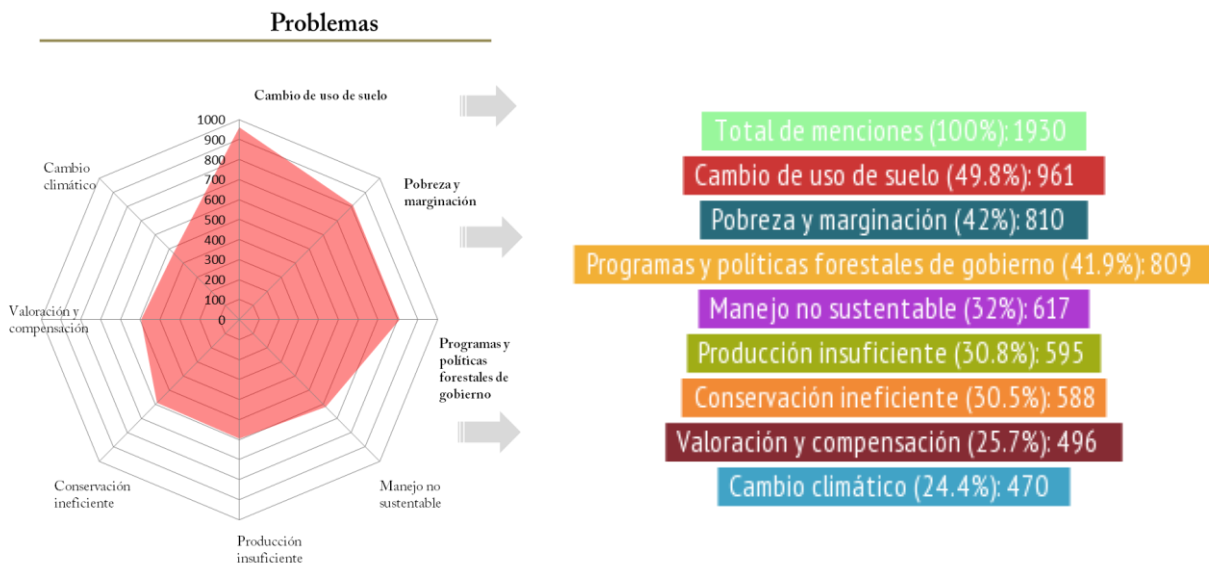 Problemas
Cambio de uso de suelo
1000
900
800
700
600
500
400
300
200
100
0
Cambio
climático
Pobreza y
marginación
Valoración y
compensación
Programas y
políticas
forestales de
gobierno
Conservación
ineficiente
Manejo no
sustentable
Producción
insuficiente
Total de menciones (100%): 1930
Cambio de uso de suelo (49.8%): 961
Pobreza y marginación (42%): 810
Programas y políticas forestales de gobierno (41.9%): 809
Manejo no sustentable (32%): 617
Producción insuficiente (30.8%): 595
Conservación ineficiente (30.5%): 588
Valoración y compensación (25.7%): 496
Cambio climático (24.4%): 470